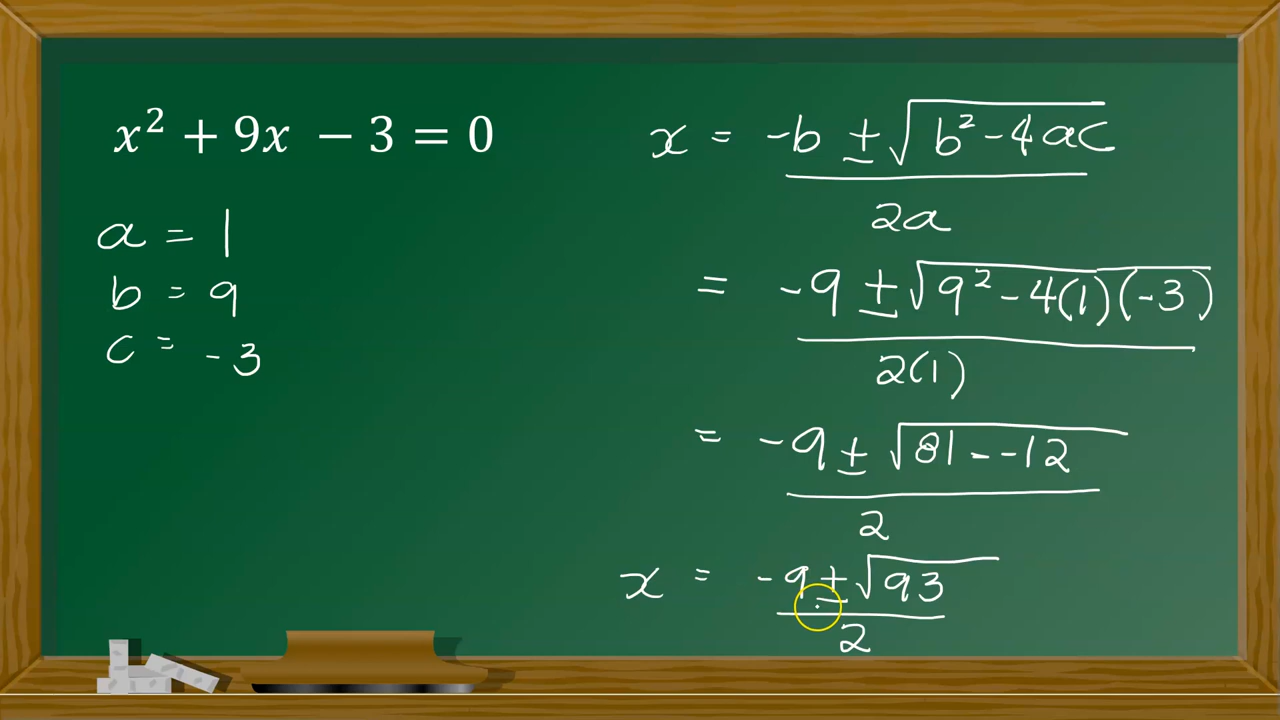 x² + 9x − 3 = 0
a = 1
b = 9
c = -3
x = (-b ± √(b² - 4ac)) / 2a
= (-9 ± √(9² - 4(1)(-3))) / 2(1)
= (-9 ± √(81 - -12)) / 2
x = (-9 ± √93) / 2